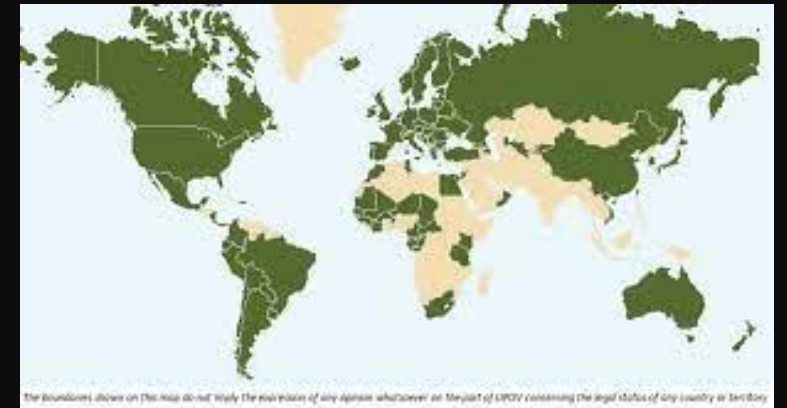 The boundaries shown on this map do not imply the expression of any opinion whatsoever on the part of UPOV concerning the legal status of any country or territory